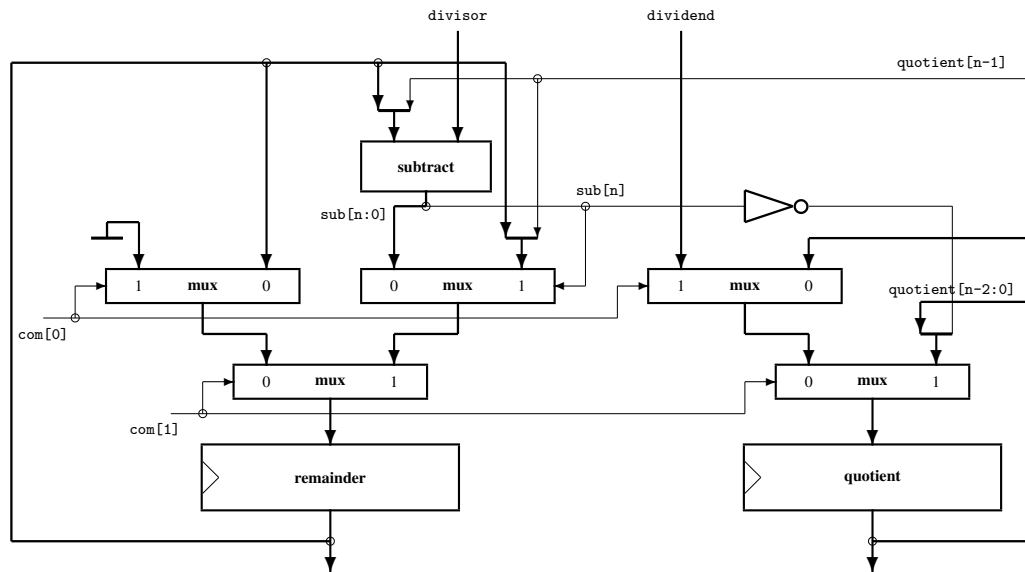 divisor
dividend
quotient[n-1]
subtract
sub[n]
sub[n:0]
1 mux 0
0 mux 1
1 mux 0
quotient[n-2:0]
com[0]
0 mux 1
0 mux 1
com[1]
remainder
quotient